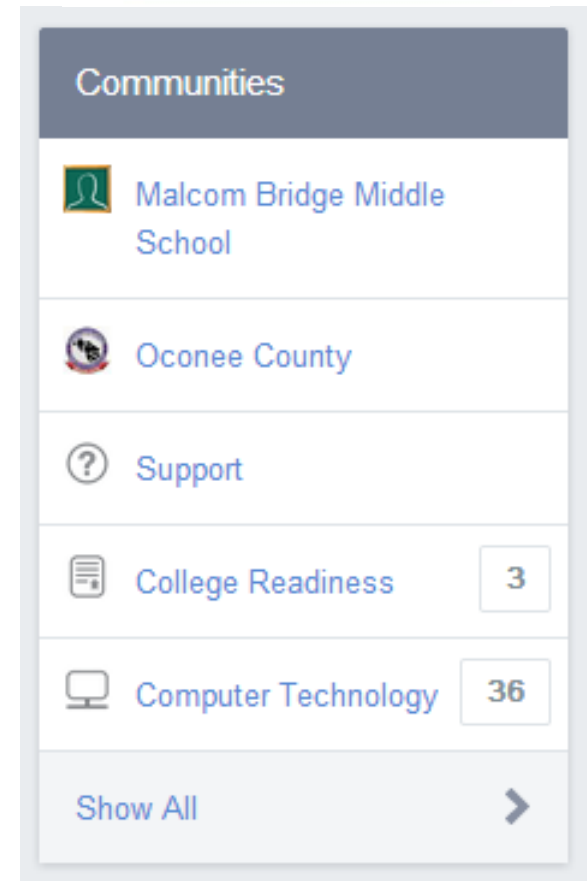 Communities
Malcom Bridge Middle
School
Oconee County
Support
College Readiness 3
Computer Technology 36
Show All